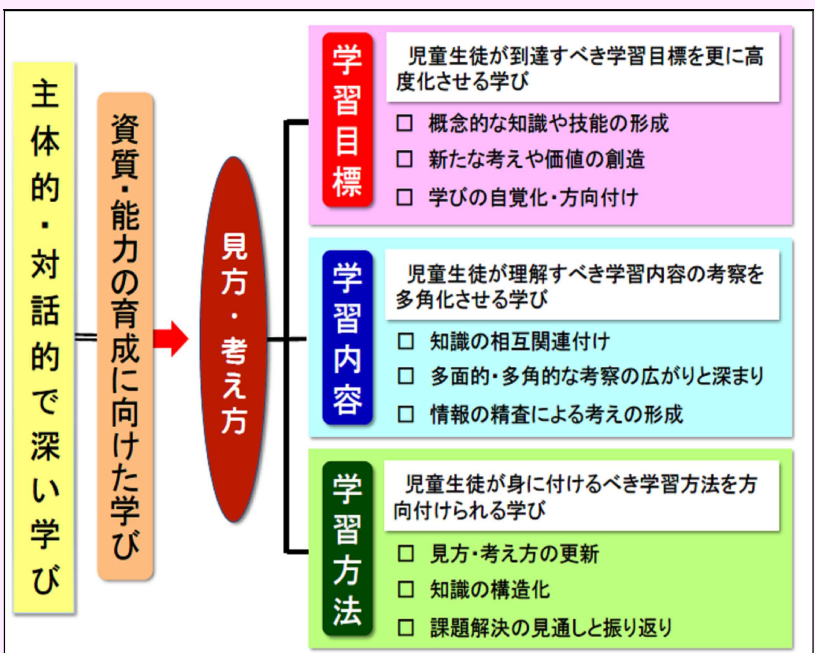 主体的・対話的で深い学び
資質・能力の育成に向けた学び
見方・考え方
学習目標
児童生徒が到達すべき学習目標を更に高
度化させる学び
□ 概念的な知識や技能の形成
□ 新たな考えや価値の創造
□ 学びの自覚化・方向付け
学習内容
児童生徒が理解すべき学習内容の考察を
多角化させる学び
□ 知識の相互関連付け
□ 多面的・多角的な考察の広がりと深まり
□ 情報の精査による考えの形成
学習方法
児童生徒が身に付けるべき学習方法を方
向付けられる学び
□ 見方・考え方の更新
□ 知識の構造化
□ 課題解決の見通しと振り返り